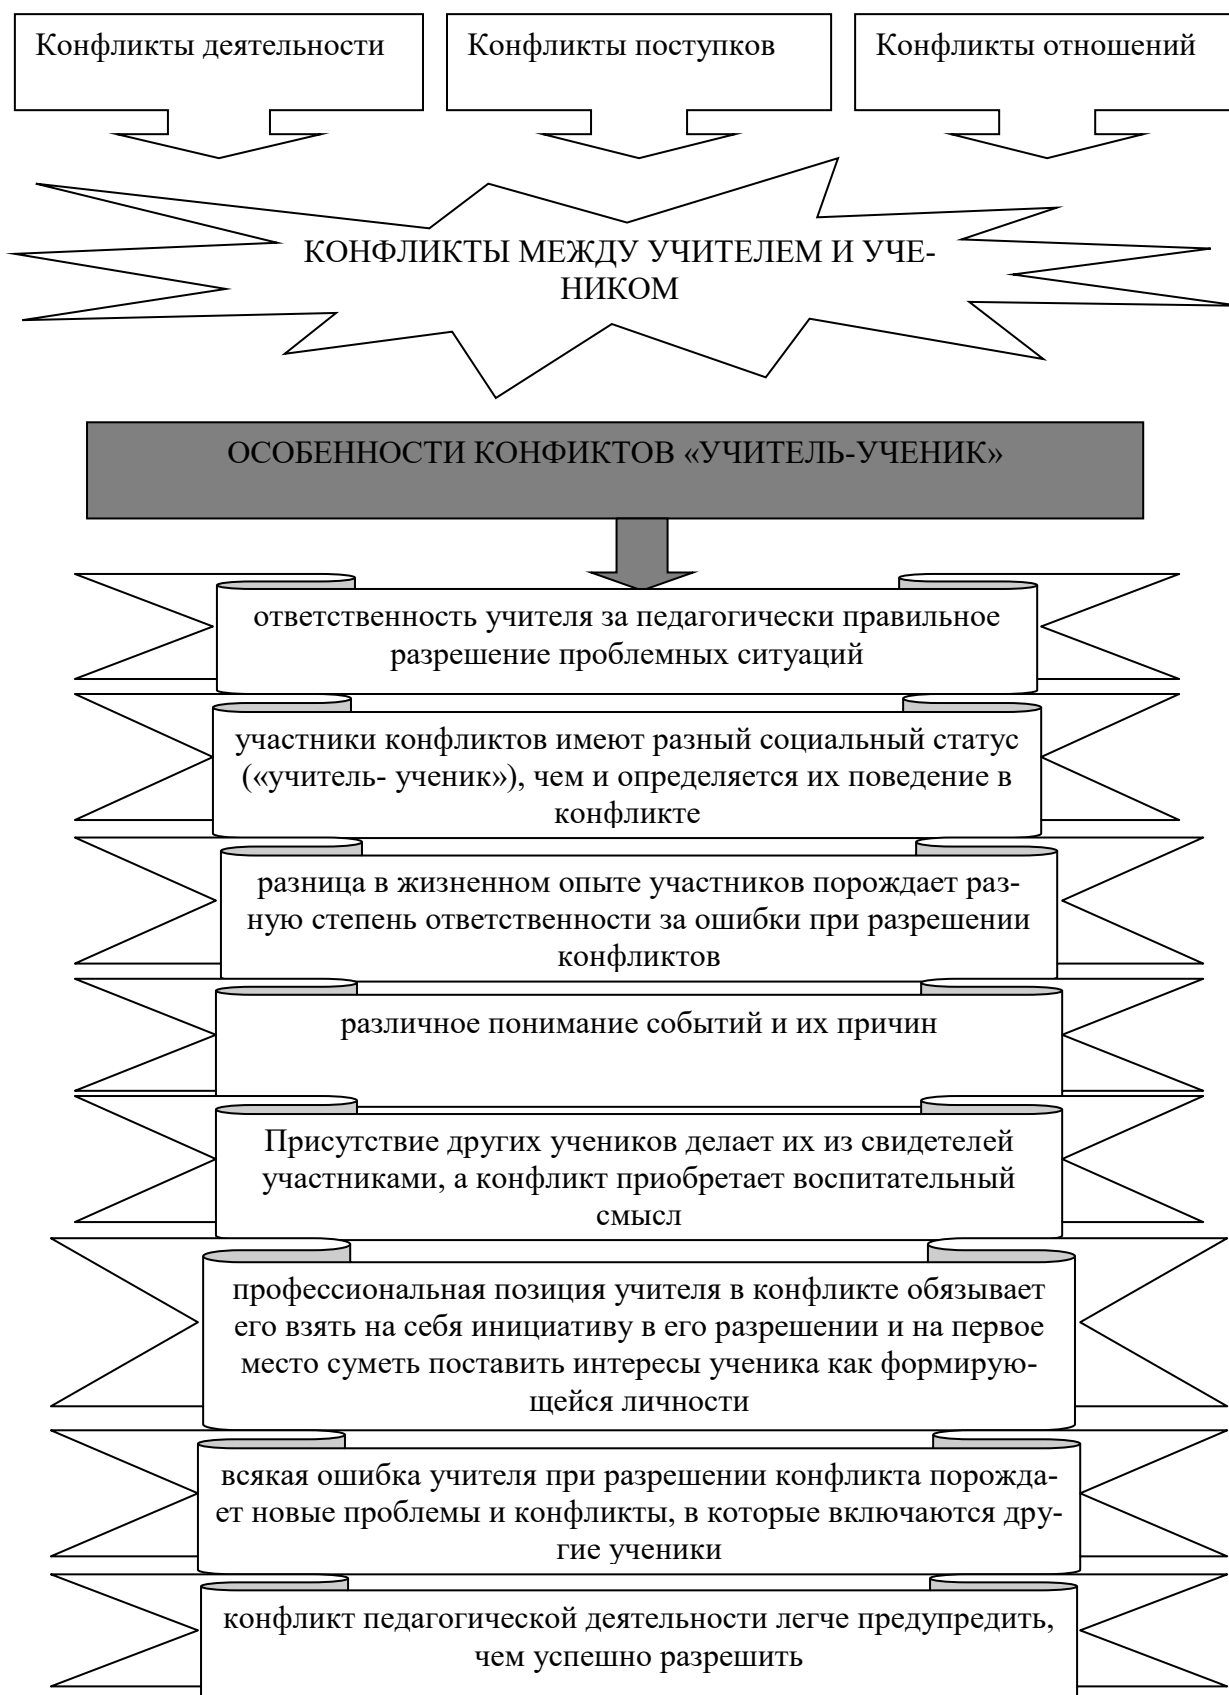 Конфликты деятельности
Конфликты поступков
Конфликты отношений
КОНФЛИКТЫ МЕЖДУ УЧИТЕЛЕМ И УЧЕ-
НИКОМ
ОСОБЕННОСТИ КОНФИКТОВ «УЧИТЕЛЬ-УЧЕНИК»
ответственность учителя за педагогически правильное
разрешение проблемных ситуаций
участники конфликтов имеют разный социальный статус
(«учитель- ученик»), чем и определяется их поведение в
конфликте
разница в жизненном опыте участников порождает раз-
ную степень ответственности за ошибки при разрешении
конфликтов
различное понимание событий и их причин
Присутствие других учеников делает их из свидетелей
участниками, а конфликт приобретает воспитательный
смысл
профессиональная позиция учителя в конфликте обязывает
его взять на себя инициативу в его разрешении и на первое
место суметь поставить интересы ученика как формирую-
щейся личности
всякая ошибка учителя при разрешении конфликта порожда-
ет новые проблемы и конфликты, в которые включаются дру-
гие ученики
конфликт педагогической деятельности легче предупредить,
чем успешно разрешить